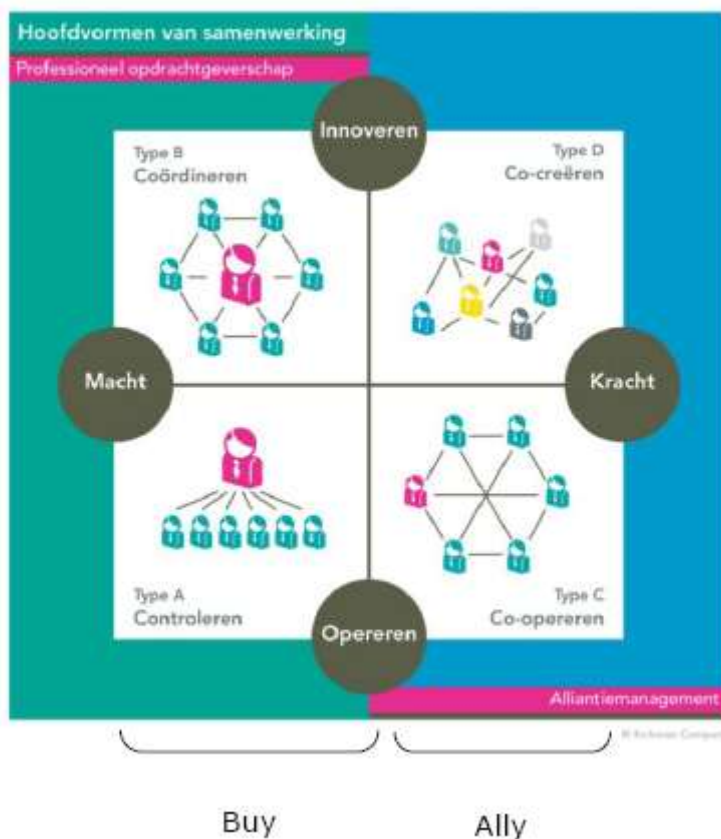 Hoofdvormen van samenwerking
Professioneel opdrachtgeverschap
Innoveren
Type B
Coördineren
Type D
Co-creëren
Macht
Kracht
Type A
Controleren
Type C
Co-opereren
Opereren
Alliantiemanagement
Buy
Ally